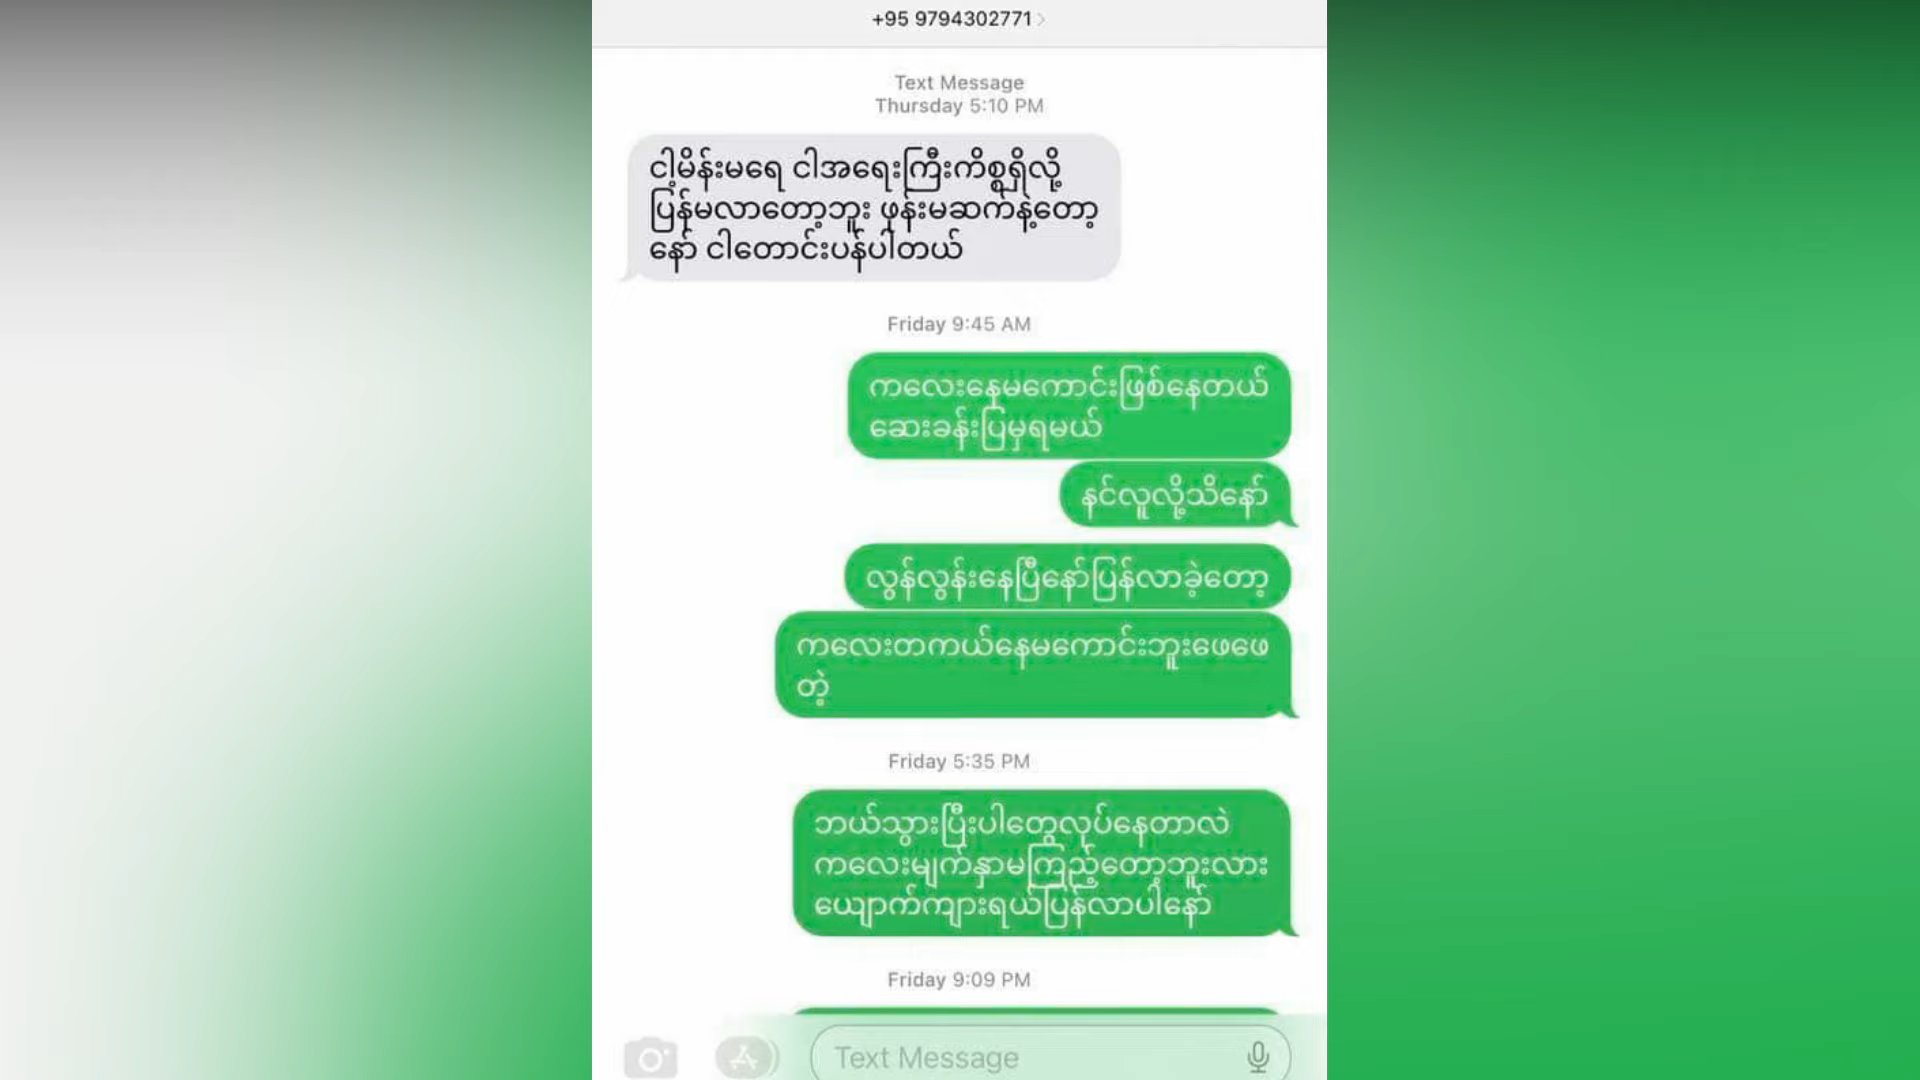 +95 9794302771
Text Message
Thursday 5:10 PM
ငါ့မိန်းမရေ ငါအရေးကြီးကိစ္စရှိလို့
ပြန်မလာတော့ဘူး ဖုန်းမဆက်နဲ့တော့
နော် ငါတောင်းပန်ပါတယ်
Friday 9:45 AM
ကလေးနေမကောင်းဖြစ်နေတယ်
ဆေးခန်းပြမှရမယ်
နင်လူလို့သိနော်
လွန်လွန်းနေပြီနော်ပြန်လာခဲ့တော့
ကလေးတကယ်နေမကောင်းဘူးဖေဖေ
တဲ့
Friday 5:35 PM
ဘယ်သွားပြီးပါတွေလုပ်နေတာလဲ
ကလေးမျက်နှာမကြည့်တော့ဘူးလား
ယျောက်ကျားရယ်ပြန်လာပါနော်
Friday 9:09 PM
Text Message